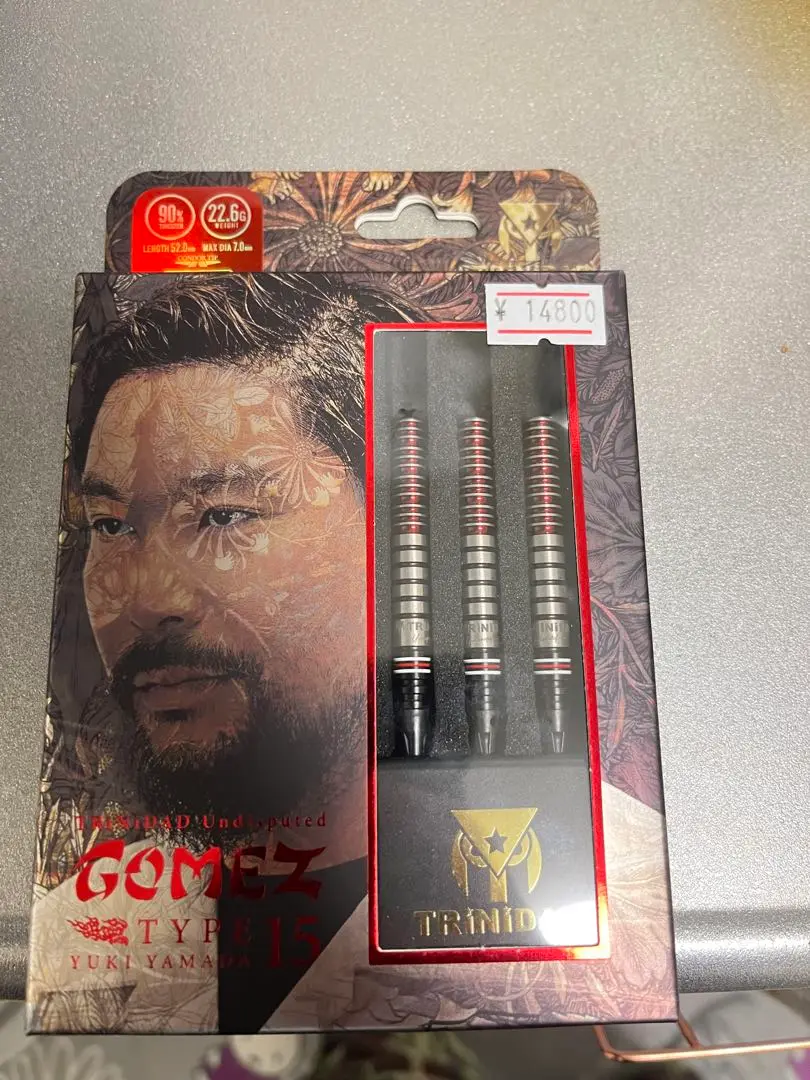 90%
TUNGSTEN
22.6G
WEIGHT
LENGTH 52.0mm MAX DIA 7.0mm
CONDOR TIP
¥ 14800
TRiNiDAD Undisputed
GOMEZ
TYPE 15
YUKI YAMADA
TRiNiD